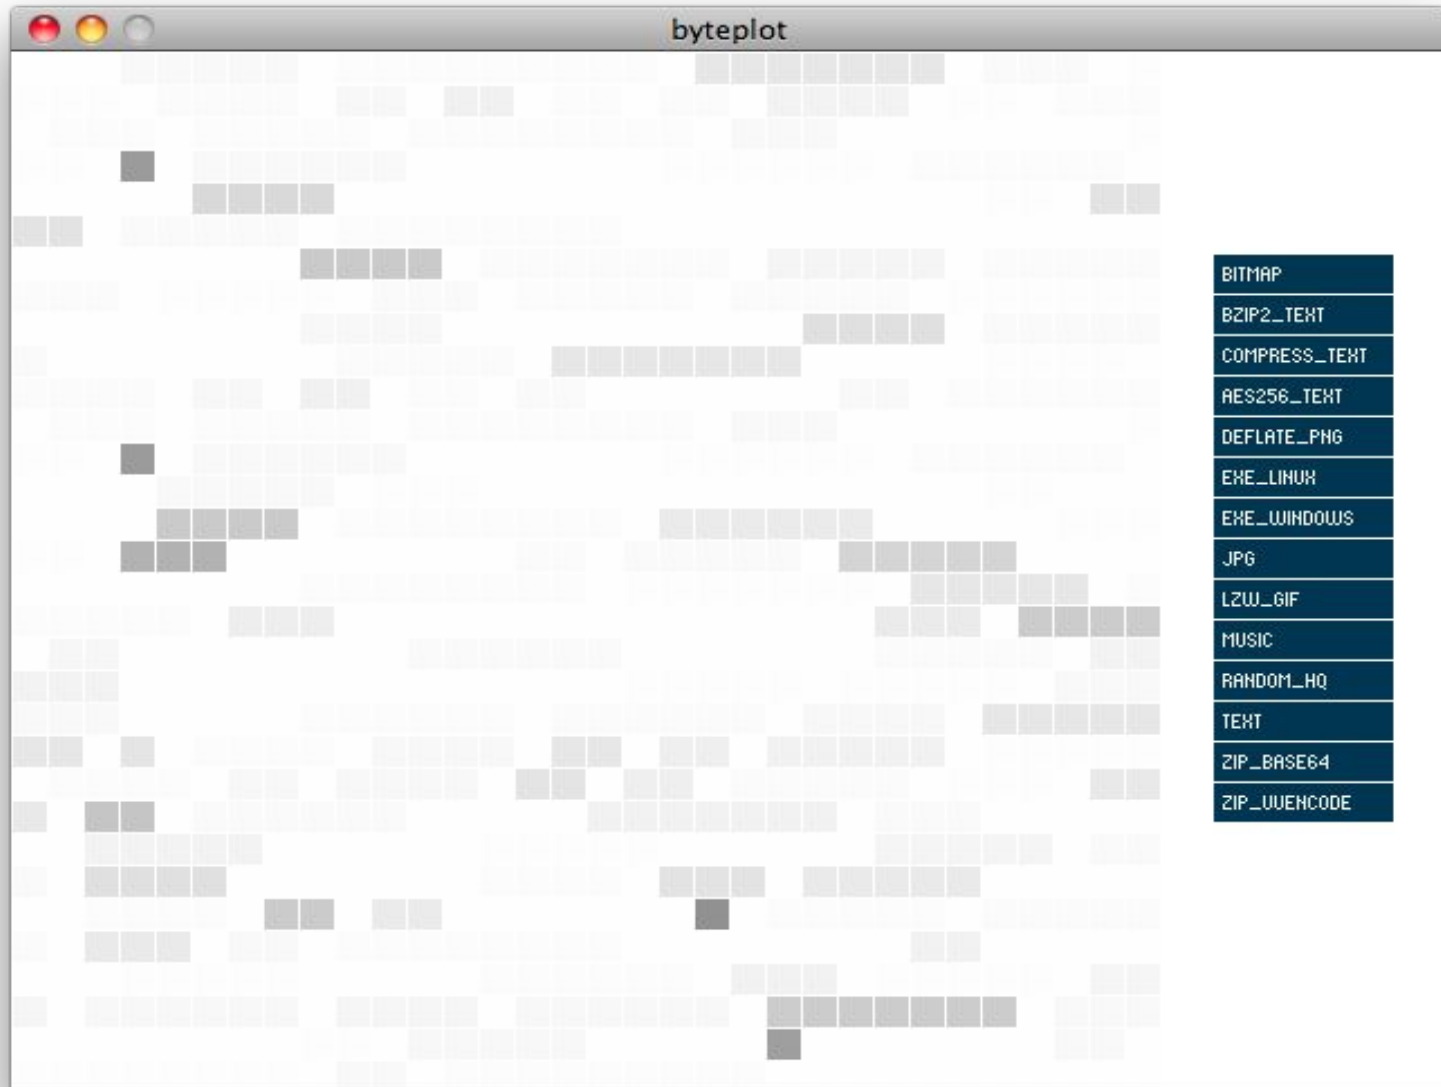 byteplot
BITMAP
BZIP2_TEXT
COMPRESS_TEXT
AES256_TEXT
DEFLATE_PNG
EXE_LINUX
EXE_WINDOWS
JPG
LZW_GIF
MUSIC
RANDOM_HQ
TEXT
ZIP_BASE64
ZIP_UUENCODE